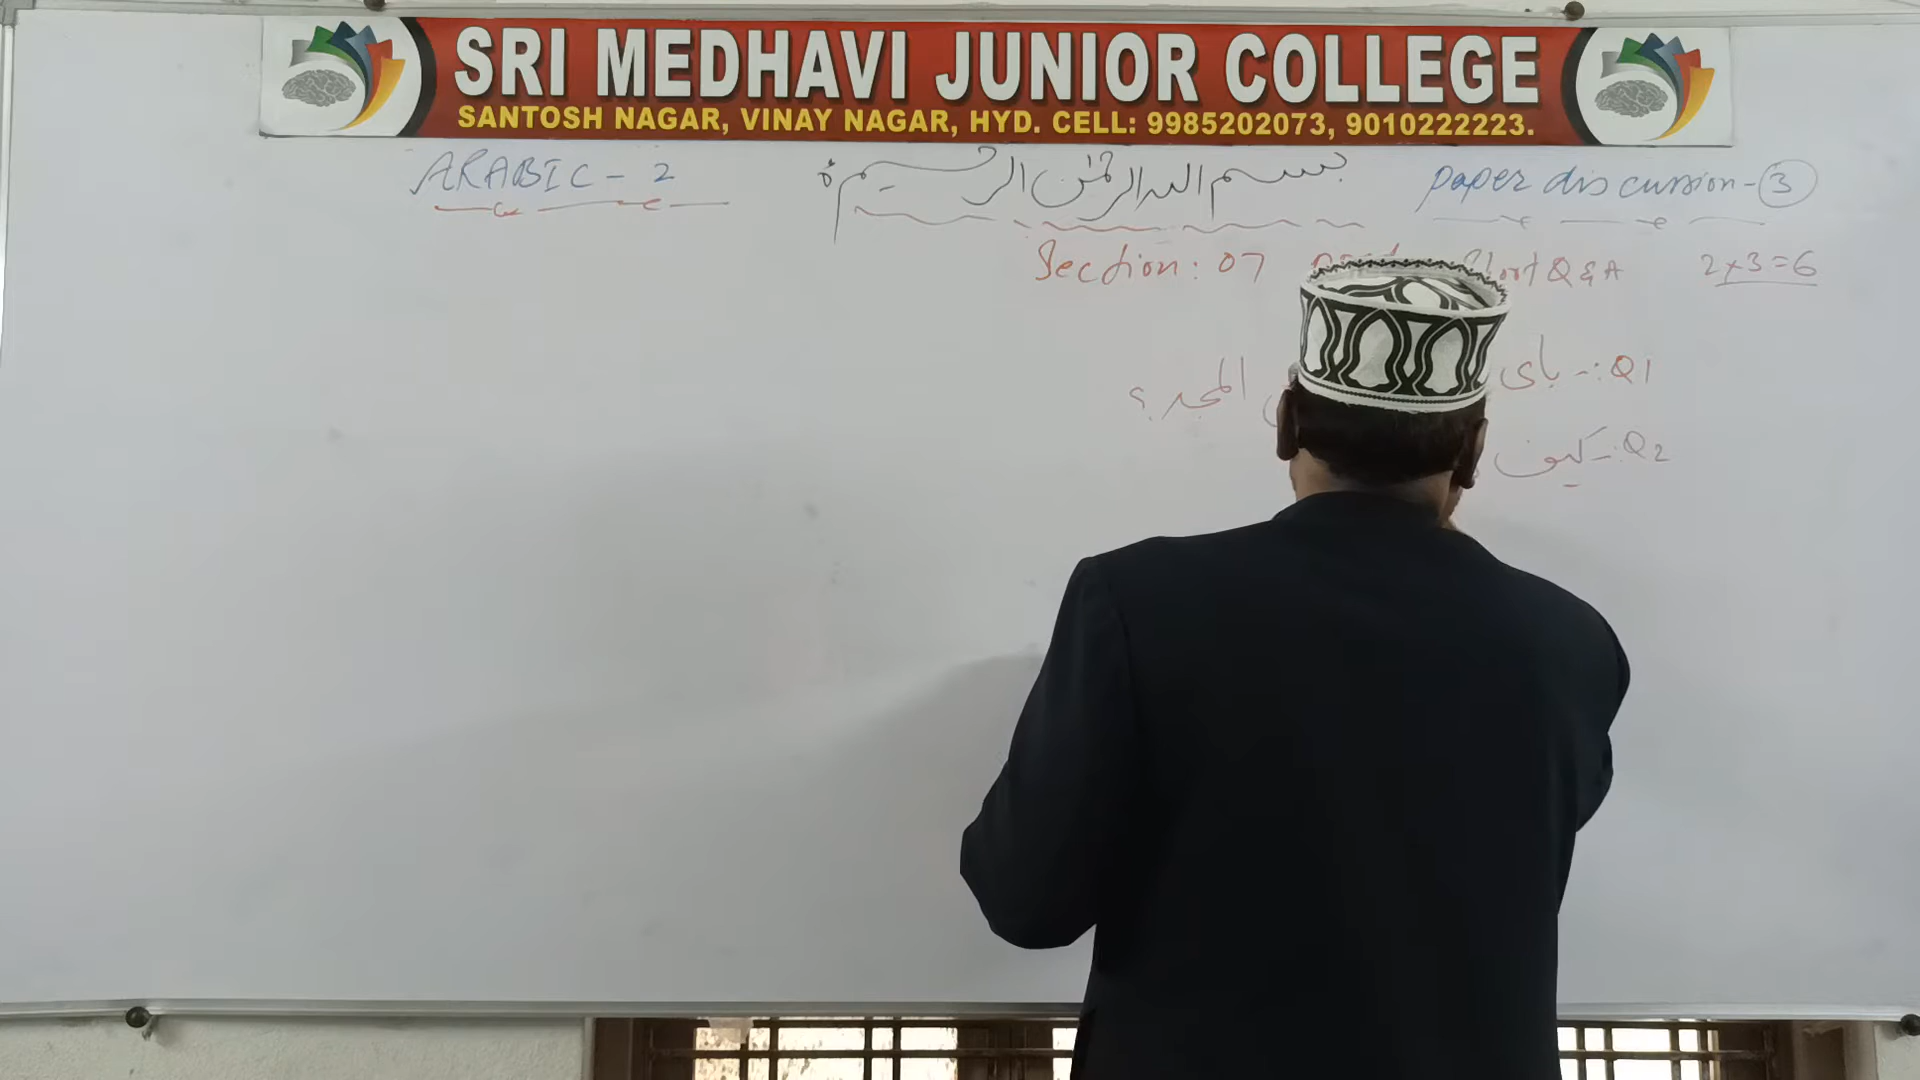 SRI MEDHAVI JUNIOR COLLEGE
SANTOSH NAGAR, VINAY NAGAR, HYD. CELL: 9985202073, 9010222223.
ARABIC - 2
بسم الله الرحمن الرحيم
paper discussion - 3
Section: 07 Short Q & A 2x3=6
Q1 :- بای المجد؟
Q2 :- كيف